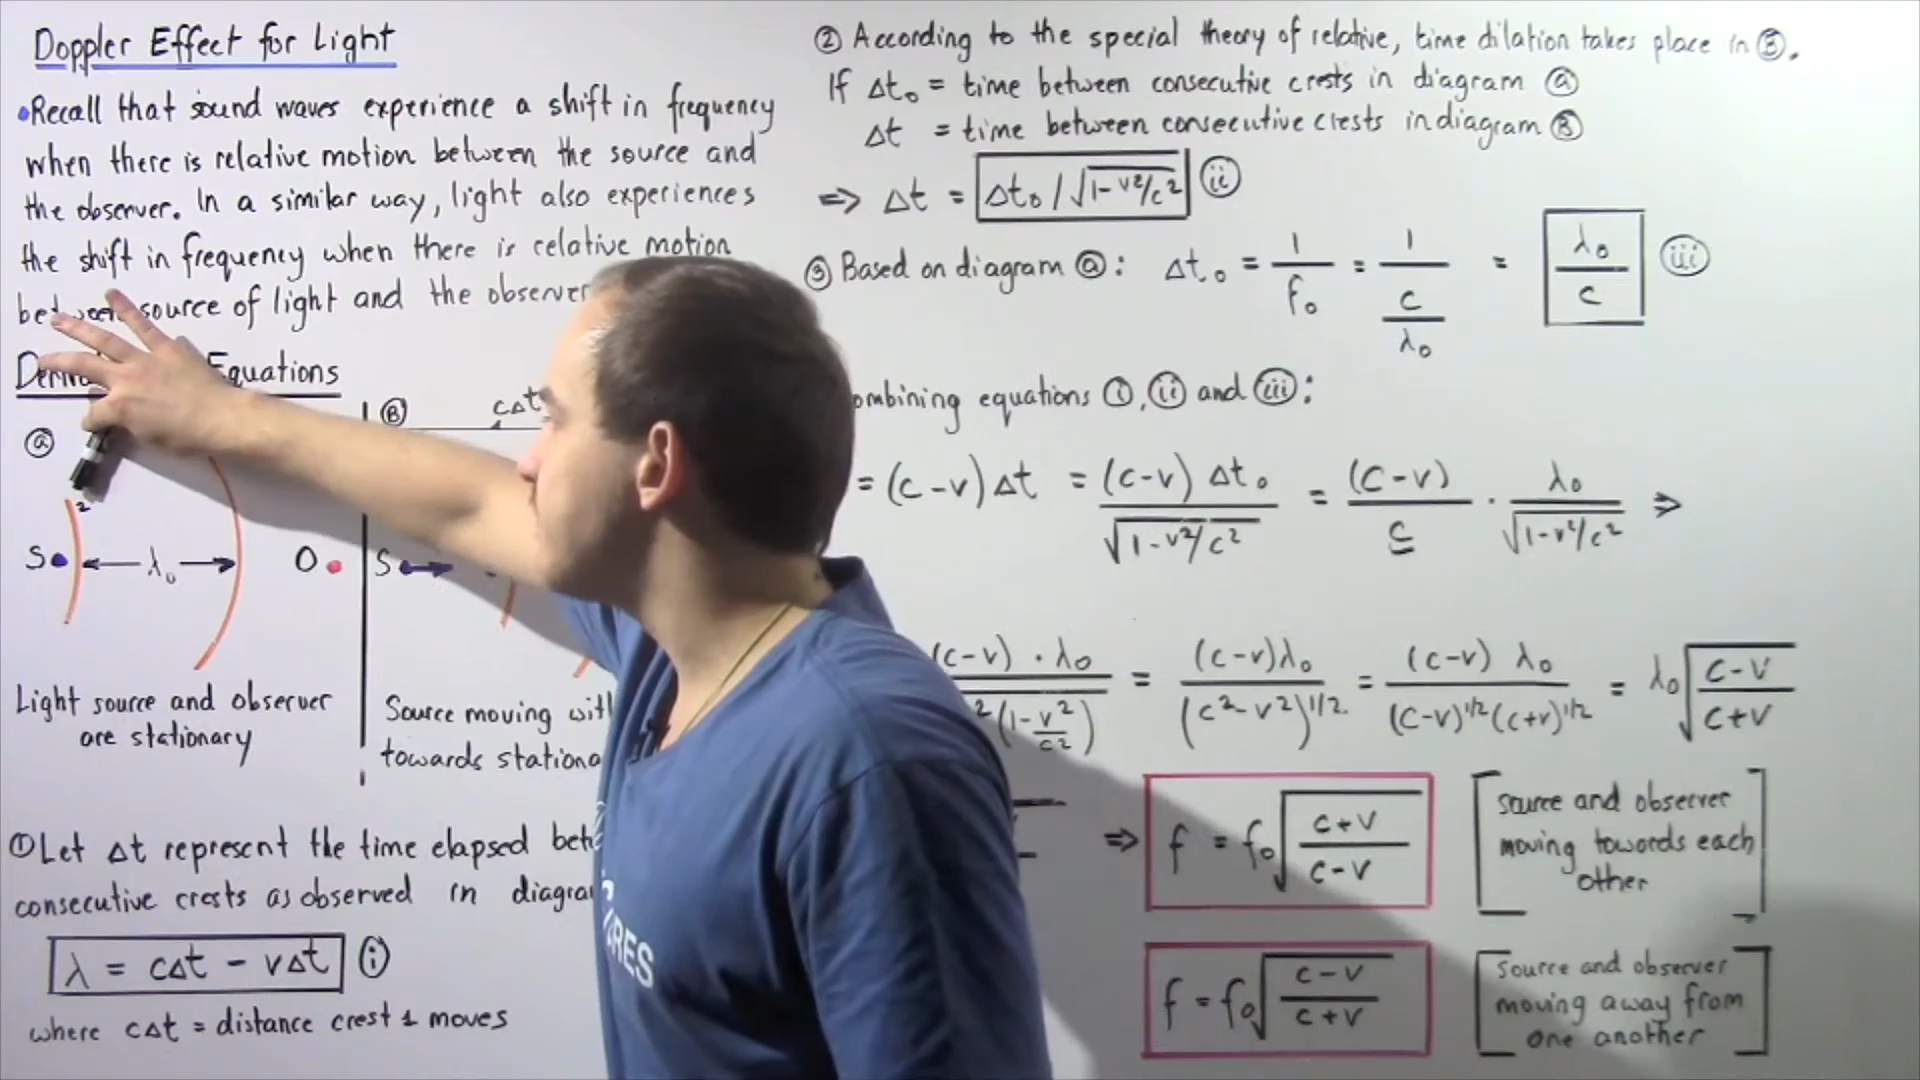 Doppler Effect for Light
•Recall that sound waves experience a shift in frequency
when there is relative motion between the source and
the observer. In a similar way, light also experiences
the shift in frequency when there is relative motion
between source of light and the observer
Equations
ⓐ
2
S λ₀ O
Light source and observer
are stationary
Ⓑ cΔt
S
Source moving
towards
① Let Δt represent the time elapsed
consecutive crests as observed in
λ = cΔt - vΔt ⓘ
where cΔt = distance crest 1 moves
② According to the special theory of relative, time dilation takes place in Ⓑ.
If Δt₀ = time between consecutive crests in diagram ⓐ
Δt = time between consecutive crests in diagram Ⓑ
⇒ Δt = Δt₀ / √(1-v²/c²) ⓘⓘ
③ Based on diagram ⓐ: Δt₀ = 1/f₀ = 1/(c/λ₀) = λ₀/c ⓘⓘⓘ
equations ⓘ, ⓘⓘ and ⓘⓘⓘ:
= (c-v)Δt = (c-v) Δt₀/√(1-v²/c²) = (c-v)/c · λ₀/√(1-v²/c²) ⇒
(c-v)·λ₀ / (1-v²/c²) = (c-v)λ₀/(c²-v²)^1/2 = (c-v) λ₀/(c-v)^1/2(c+v)^1/2 = λ₀√((c-v)/(c+v))
⇒ f = f₀√((c+v)/(c-v))
source and observer
moving towards each
other
f = f₀√((c-v)/(c+v))
source and observer
moving away from
one another